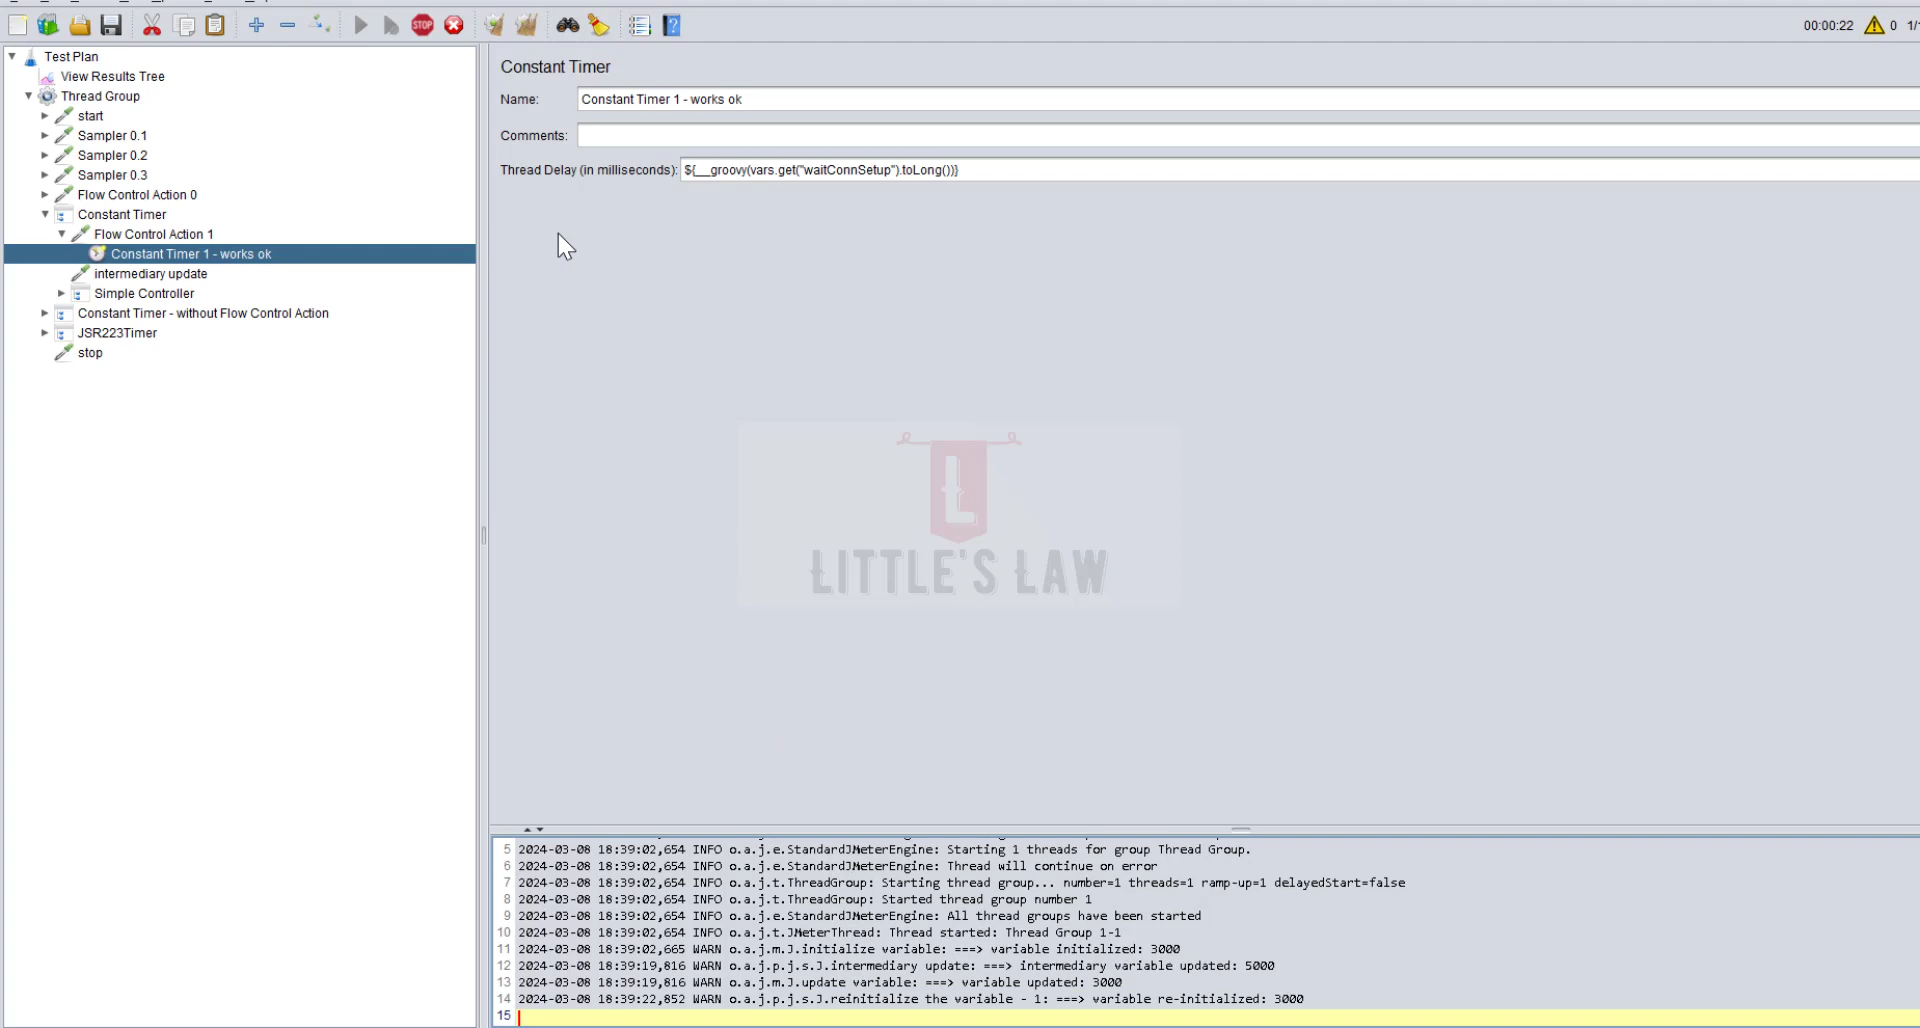 00:00:22 0 1/1
Test Plan
View Results Tree
Thread Group
start
Sampler 0.1
Sampler 0.2
Sampler 0.3
Flow Control Action 0
Constant Timer
Flow Control Action 1
Constant Timer 1 - works ok
intermediary update
Simple Controller
Constant Timer - without Flow Control Action
JSR223Timer
stop
Constant Timer
Name: Constant Timer 1 - works ok
Comments:
Thread Delay (in milliseconds): ${__groovy(vars.get("waitConnSetup").toLong())}
L
LITTLE'S LAW
5 2024-03-08 18:39:02,654 INFO o.a.j.e.StandardJMeterEngine: Starting 1 threads for group Thread Group.
6 2024-03-08 18:39:02,654 INFO o.a.j.e.StandardJMeterEngine: Thread will continue on error
7 2024-03-08 18:39:02,654 INFO o.a.j.t.ThreadGroup: Starting thread group... number=1 threads=1 ramp-up=1 delayedStart=false
8 2024-03-08 18:39:02,654 INFO o.a.j.t.ThreadGroup: Started thread group number 1
9 2024-03-08 18:39:02,654 INFO o.a.j.e.StandardJMeterEngine: All thread groups have been started
10 2024-03-08 18:39:02,654 INFO o.a.j.t.JMeterThread: Thread started: Thread Group 1-1
11 2024-03-08 18:39:02,665 WARN o.a.j.m.J.initialize variable: ===> variable initialized: 3000
12 2024-03-08 18:39:19,816 WARN o.a.j.p.j.s.J.intermediary update: ===> intermediary variable updated: 5000
13 2024-03-08 18:39:19,816 WARN o.a.j.m.J.update variable: ===> variable updated: 3000
14 2024-03-08 18:39:22,852 WARN o.a.j.p.j.s.J.reinitialize the variable - 1: ===> variable re-initialized: 3000
15